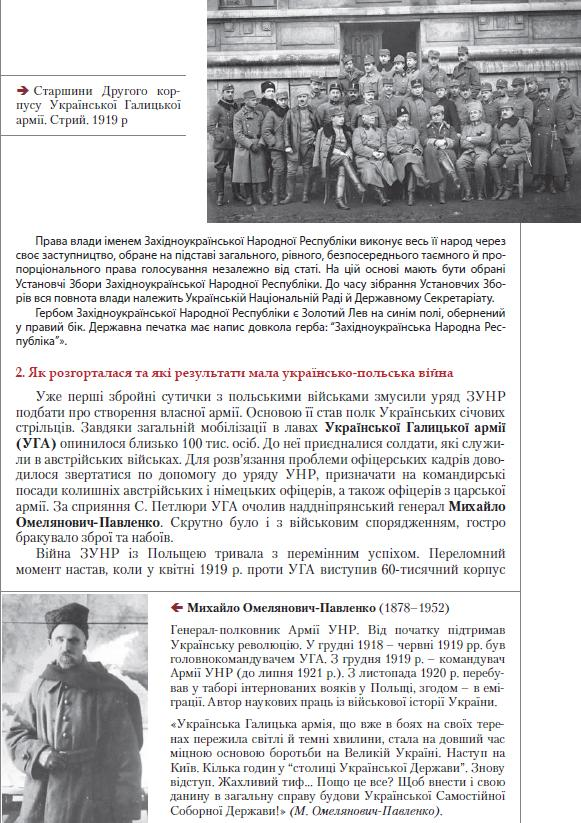 ➔ Старшини Другого кор-
пусу Української Галицької
армії. Стрий. 1919 р
Права влади іменем Західноукраїнської Народної Республіки виконує весь її народ через
своє заступництво, обране на підставі загального, рівного, безпосереднього таємного й про-
порціонального права голосування незалежно від статі. На цій основі мають бути обрані
Установчі Збори Західноукраїнської Народної Республіки. До часу зібрання Установчих Збо-
рів вся повнота влади належить Українській Національній Раді й Державному Секретаріату.
Гербом Західноукраїнської Народної Республіки є Золотий Лев на синім полі, обернений
у правий бік. Державна печатка має напис довкола герба: "Західноукраїнська Народна Рес-
публіка"».
2. Як розгорталася та які результати мала українсько-польська війна
Уже перші збройні сутички з польськими військами змусили уряд ЗУНР
подбати про створення власної армії. Основою її став полк Українських січових
стрільців. Завдяки загальній мобілізації в лавах Української Галицької армії
(УГА) опинилося близько 100 тис. осіб. До неї приєдналися солдати, які служи-
ли в австрійських військах. Для розв'язання проблеми офіцерських кадрів дово-
дилося звертатися по допомогу до уряду УНР, призначати на командирські
посади колишніх австрійських і німецьких офіцерів, а також офіцерів з царської
армії. За сприяння С. Петлюри УГА очолив наддніпрянський генерал Михайло
Омелянович-Павленко. Скрутно було і з військовим спорядженням, гостро
бракувало зброї та набоїв.
Війна ЗУНР із Польщею тривала з перемінним успіхом. Переломний
момент настав, коли у квітні 1919 р. проти УГА виступив 60-тисячний корпус
← Михайло Омелянович-Павленко (1878–1952)
Генерал-полковник Армії УНР. Від початку підтримав
Українську революцію. У грудні 1918 – червні 1919 рр. був
головнокомандувачем УГА. З грудня 1919 р. – командувач
Армії УНР (до липня 1921 р.). З листопада 1920 р. перебу-
вав у таборі інтернованих вояків у Польщі, згодом – в емі-
грації. Автор наукових праць із військової історії України.
«Українська Галицька армія, що вже в боях на своїх тере-
нах пережила світлі й темні хвилини, стала на довший час
міцною основою боротьби на Великій Україні. Наступ на
Київ. Кілька годин у "столиці Української Держави". Знову
відступ. Жахливий тиф... Пощо це все? Щоб внести і свою
данину в загальну справу будови Української Самостійної
Соборної Держави!» (М. Омелянович-Павленко).